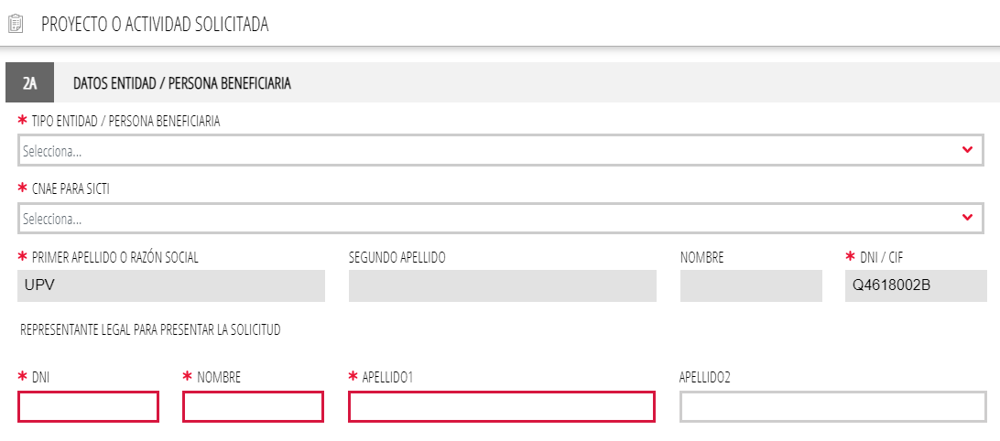 PROYECTO O ACTIVIDAD SOLICITADA
2A DATOS ENTIDAD / PERSONA BENEFICIARIA
* TIPO ENTIDAD / PERSONA BENEFICIARIA
Selecciona...
* CNAE PARA SICTI
Selecciona...
* PRIMER APELLIDO O RAZÓN SOCIAL SEGUNDO APELLIDO NOMBRE * DNI / CIF
UPV Q4618002B
REPRESENTANTE LEGAL PARA PRESENTAR LA SOLICITUD
* DNI * NOMBRE * APELLIDO1 APELLIDO2